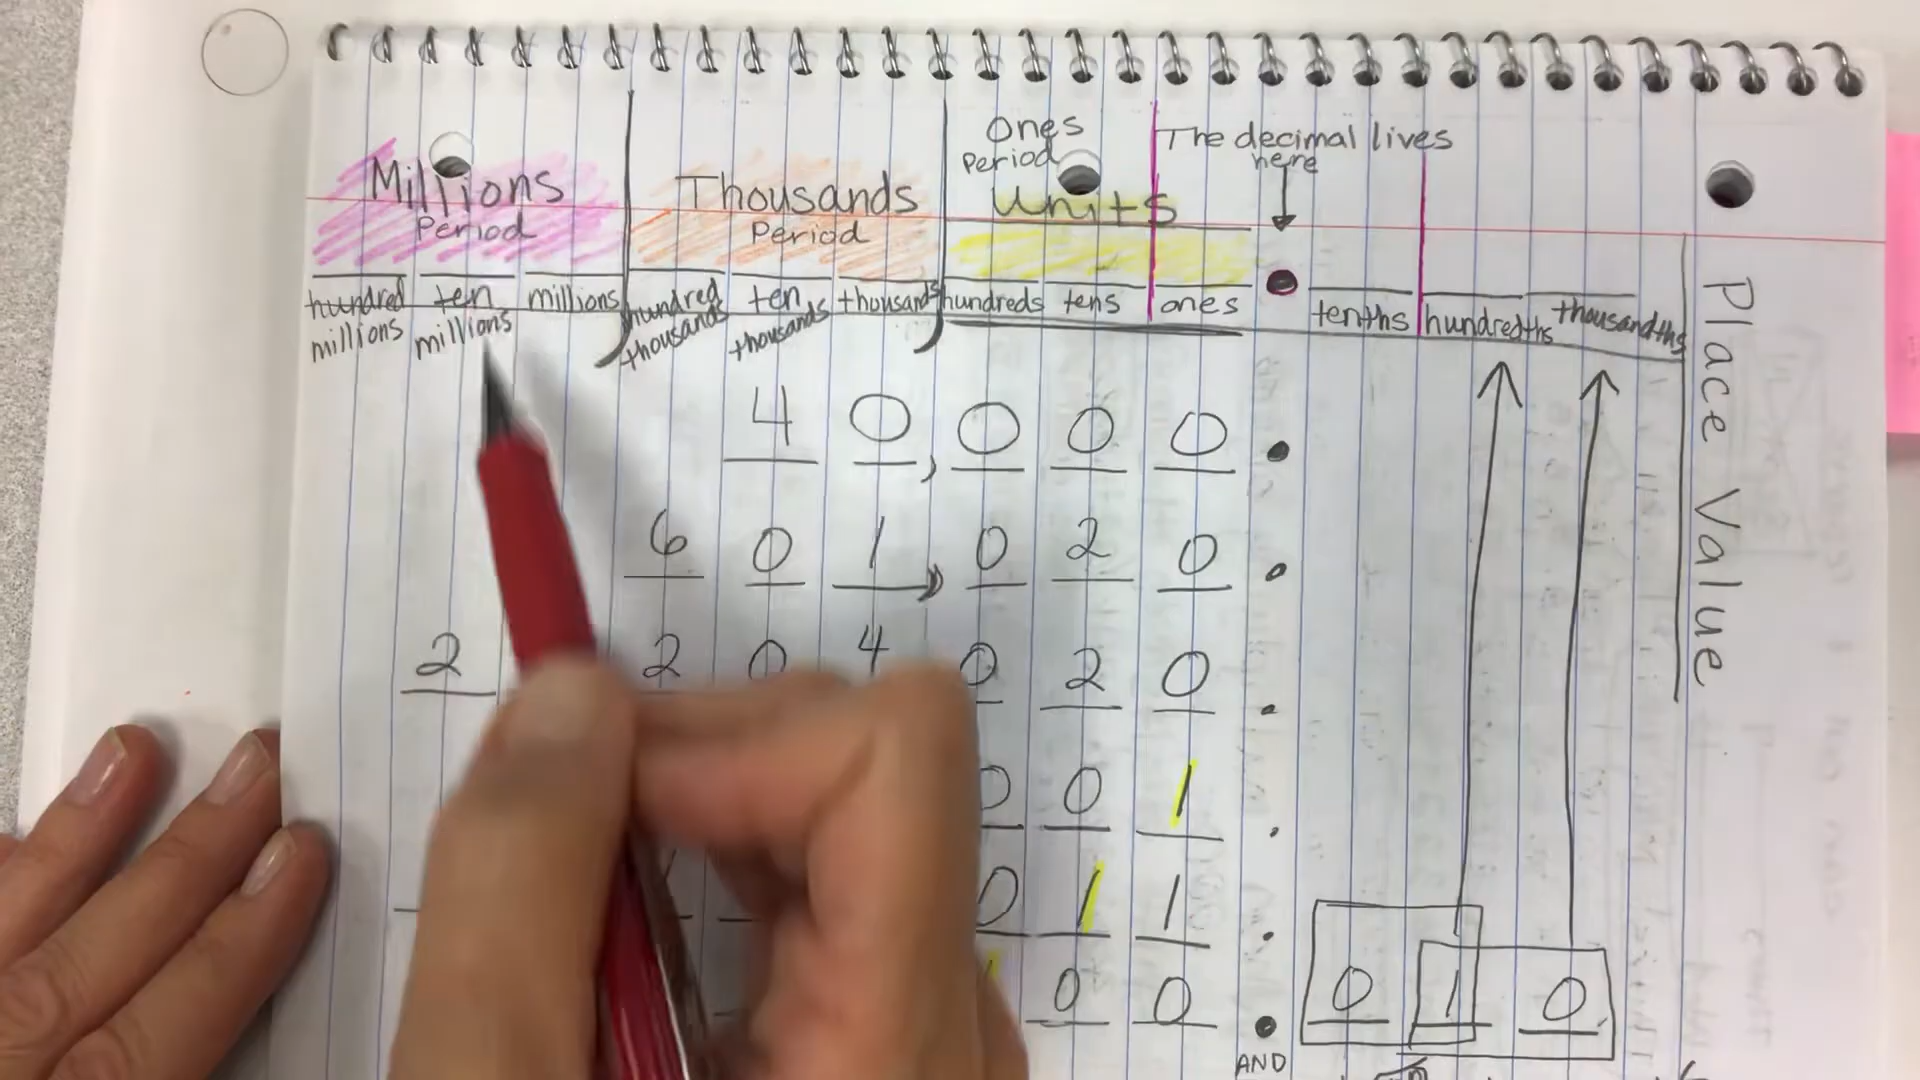 Ones
Period
The decimal lives
here
Millions
Period
Thousands
Period
Units
hundred
millions
ten
millions
millions
hundred
thousands
ten
thousands
thousands
hundreds
tens
ones
tenths
hundredths
thousandths
Place Value
4 0, 0 0 0 .
6 0 1, 0 2 0 .
2 2 0 4 0 2 0 .
0 0 1 .
0 1 1 .
0 0 . 0 1 0
AND